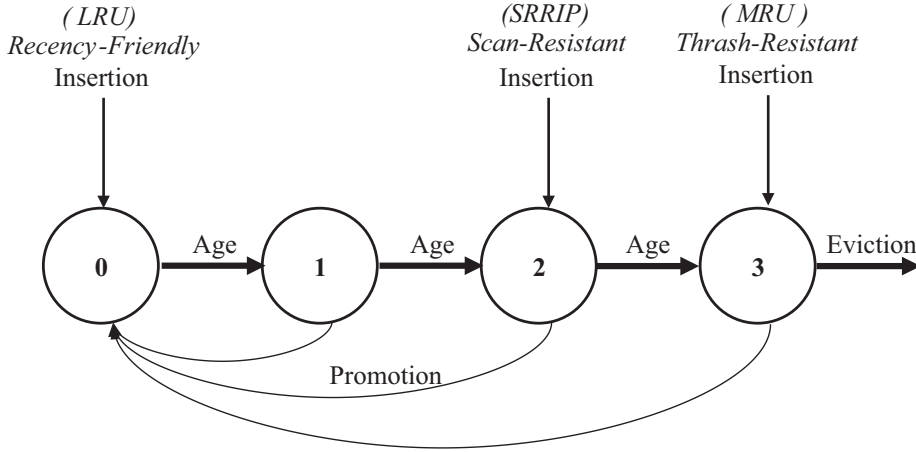 ( LRU)
Recency-Friendly
Insertion
(SRRIP)
Scan-Resistant
Insertion
( MRU)
Thrash-Resistant
Insertion
0
Age
1
Age
2
Age
3
Eviction
Promotion